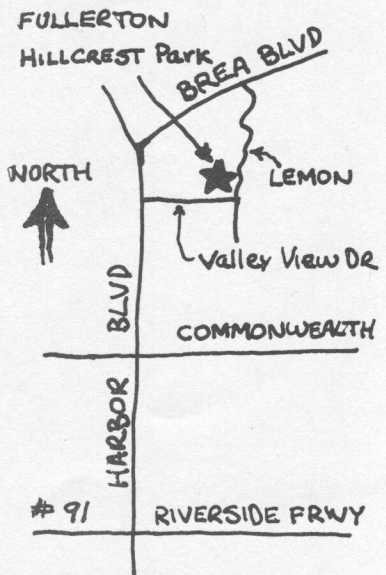 FULLERTON
HILLCREST Park
BREA BLVD
NORTH
LEMON
Valley View DR
HARBOR BLVD
COMMONWEALTH
# 91 RIVERSIDE FRWY